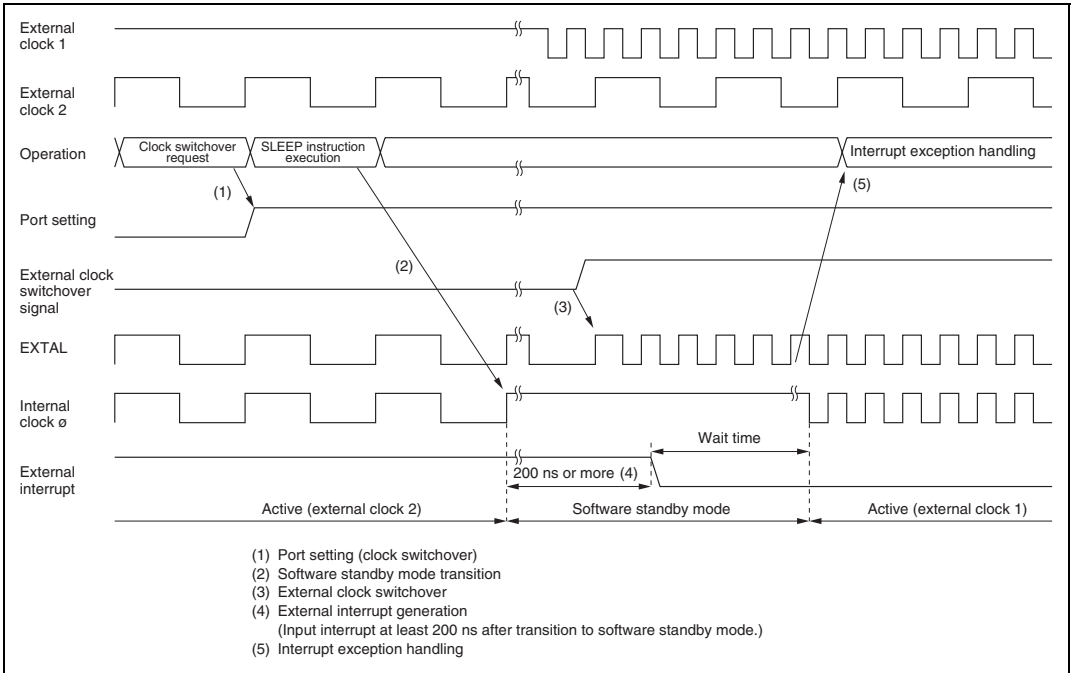 External
clock 1
External
clock 2
Operation
Clock switchover
request
SLEEP instruction
execution
Interrupt exception handling
(1)
(5)
Port setting
(2)
External clock
switchover
signal
(3)
EXTAL
Internal
clock ø
Wait time
External
interrupt
200 ns or more (4)
Active (external clock 2)
Software standby mode
Active (external clock 1)
(1) Port setting (clock switchover)
(2) Software standby mode transition
(3) External clock switchover
(4) External interrupt generation
(Input interrupt at least 200 ns after transition to software standby mode.)
(5) Interrupt exception handling